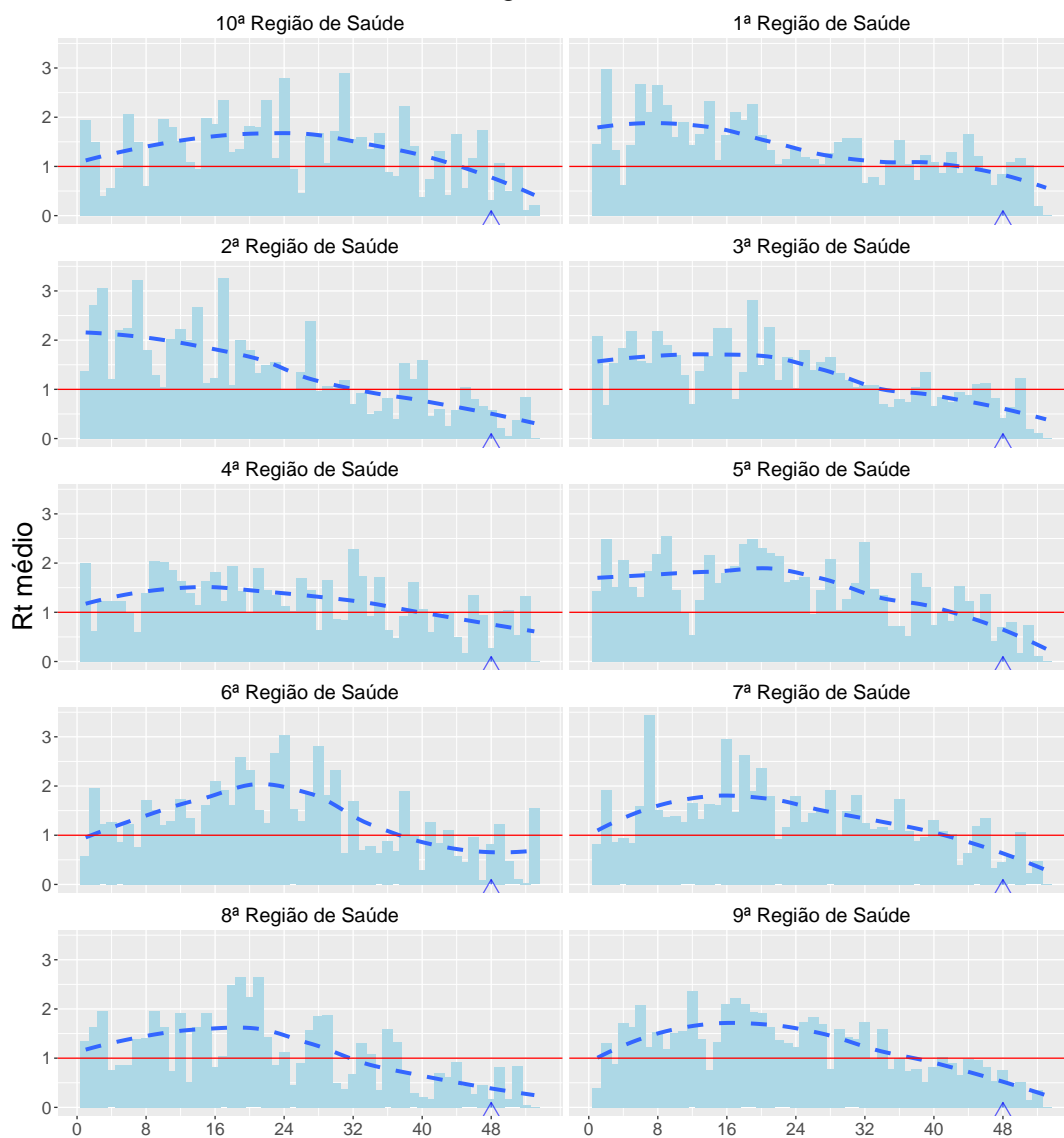 10ª Região de Saúde
1ª Região de Saúde
3
2
1
0
2ª Região de Saúde
3ª Região de Saúde
3
2
1
0
4ª Região de Saúde
5ª Região de Saúde
3
2
1
0
6ª Região de Saúde
7ª Região de Saúde
3
2
1
0
8ª Região de Saúde
9ª Região de Saúde
3
2
1
0
0 8 16 24 32 40 48
0 8 16 24 32 40 48
Rt médio